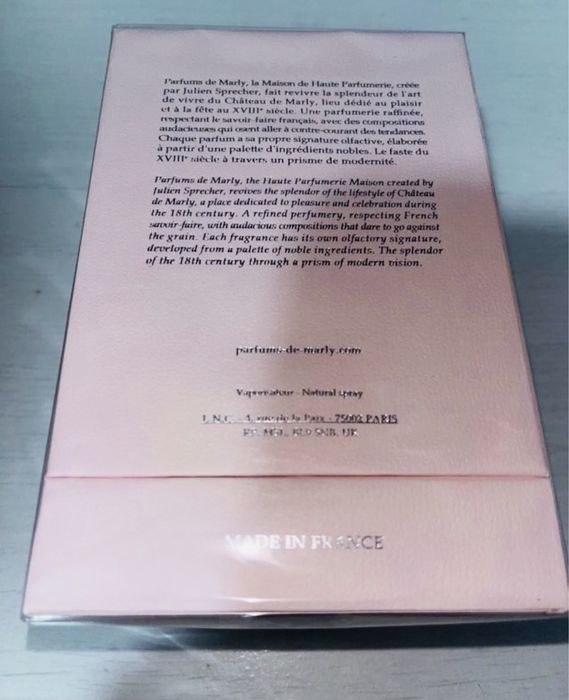 Parfums de Marly, la Maison de Haute Parfumerie, créée
par Julien Sprecher, fait revivre la splendeur de l'art
de vivre du Château de Marly, lieu dédié au plaisir
et à la fête au XVIIIᵉ siècle. Une parfumerie raffinée,
respectant le savoir-faire français, avec des compositions
audacieuses qui osent aller à contre-courant des tendances.
Chaque parfum a sa propre signature olfactive, élaborée
à partir d'une palette d'ingrédients nobles. Le faste du
XVIIIᵉ siècle à travers un prisme de modernité.
Parfums de Marly, the Haute Parfumerie Maison created by
Julien Sprecher, revives the splendor of the lifestyle of Château
de Marly, a place dedicated to pleasure and celebration during
the 18th century. A refined perfumery, respecting French
savoir-faire, with audacious compositions that dare to go against
the grain. Each fragrance has its own olfactory signature,
developed from a palette of noble ingredients. The splendor
of the 18th century through a prism of modern vision.
parfums-de-marly.com
Vaporisateur - Natural spray
rue de la Paix - 75002 PARIS
UK
MADE IN FRANCE